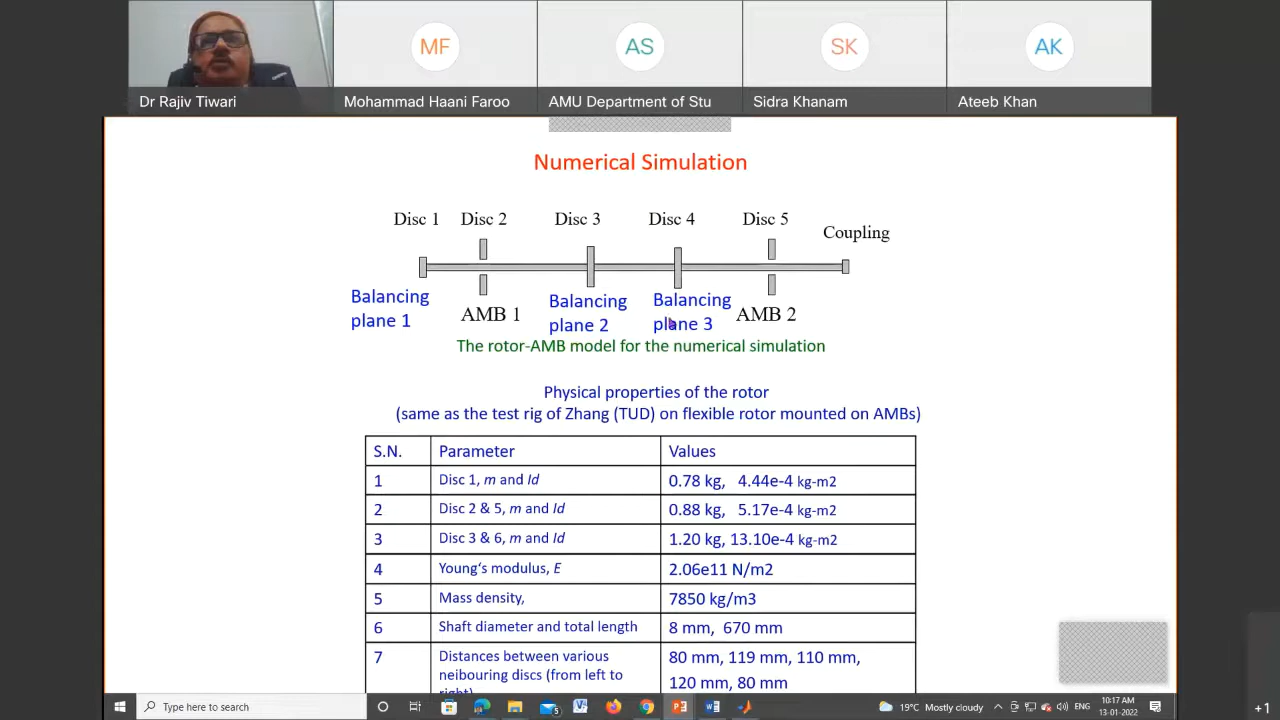 MF
AS
SK
AK
Dr Rajiv Tiwari
Mohammad Haani Faroo
AMU Department of Stu
Sidra Khanam
Ateeb Khan
Numerical Simulation
Disc 1
Disc 2
Disc 3
Disc 4
Disc 5
Coupling
Balancing
plane 1
AMB 1
Balancing
plane 2
Balancing
plane 3
AMB 2
The rotor-AMB model for the numerical simulation
Physical properties of the rotor
(same as the test rig of Zhang (TUD) on flexible rotor mounted on AMBs)
S.N. Parameter Values
1 Disc 1, m and Id 0.78 kg, 4.44e-4 kg-m2
2 Disc 2 & 5, m and Id 0.88 kg, 5.17e-4 kg-m2
3 Disc 3 & 6, m and Id 1.20 kg, 13.10e-4 kg-m2
4 Young's modulus, E 2.06e11 N/m2
5 Mass density, 7850 kg/m3
6 Shaft diameter and total length 8 mm, 670 mm
7 Distances between various 80 mm, 119 mm, 110 mm,
neibouring discs (from left to 120 mm, 80 mm
right)
Type here to search
5
19°C Mostly cloudy
ENG
10:17 AM
13-01-2022
+1